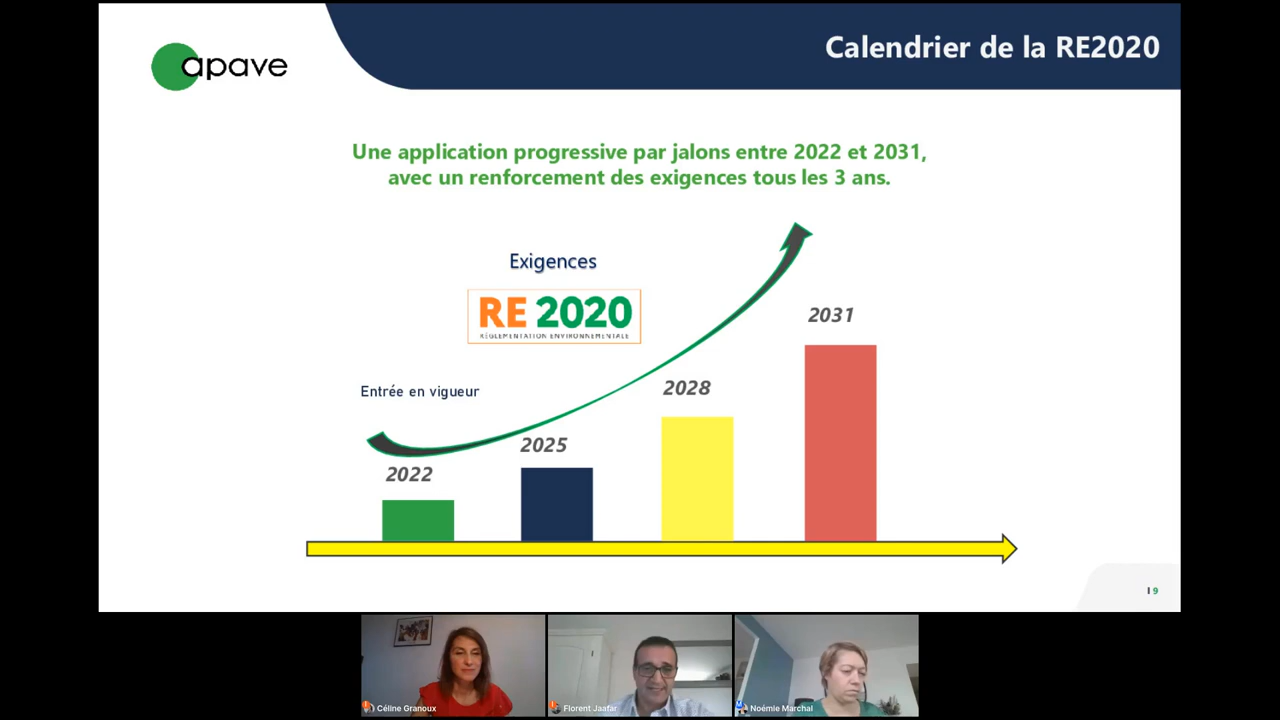 apave
Calendrier de la RE2020
Une application progressive par jalons entre 2022 et 2031,
avec un renforcement des exigences tous les 3 ans.
Exigences
RE 2020
RÉGLEMENTATION ENVIRONNEMENTALE
2031
2028
Entrée en vigueur
2025
2022
I 9
Céline Granoux
Florent Jaafar
Noémie Marchal